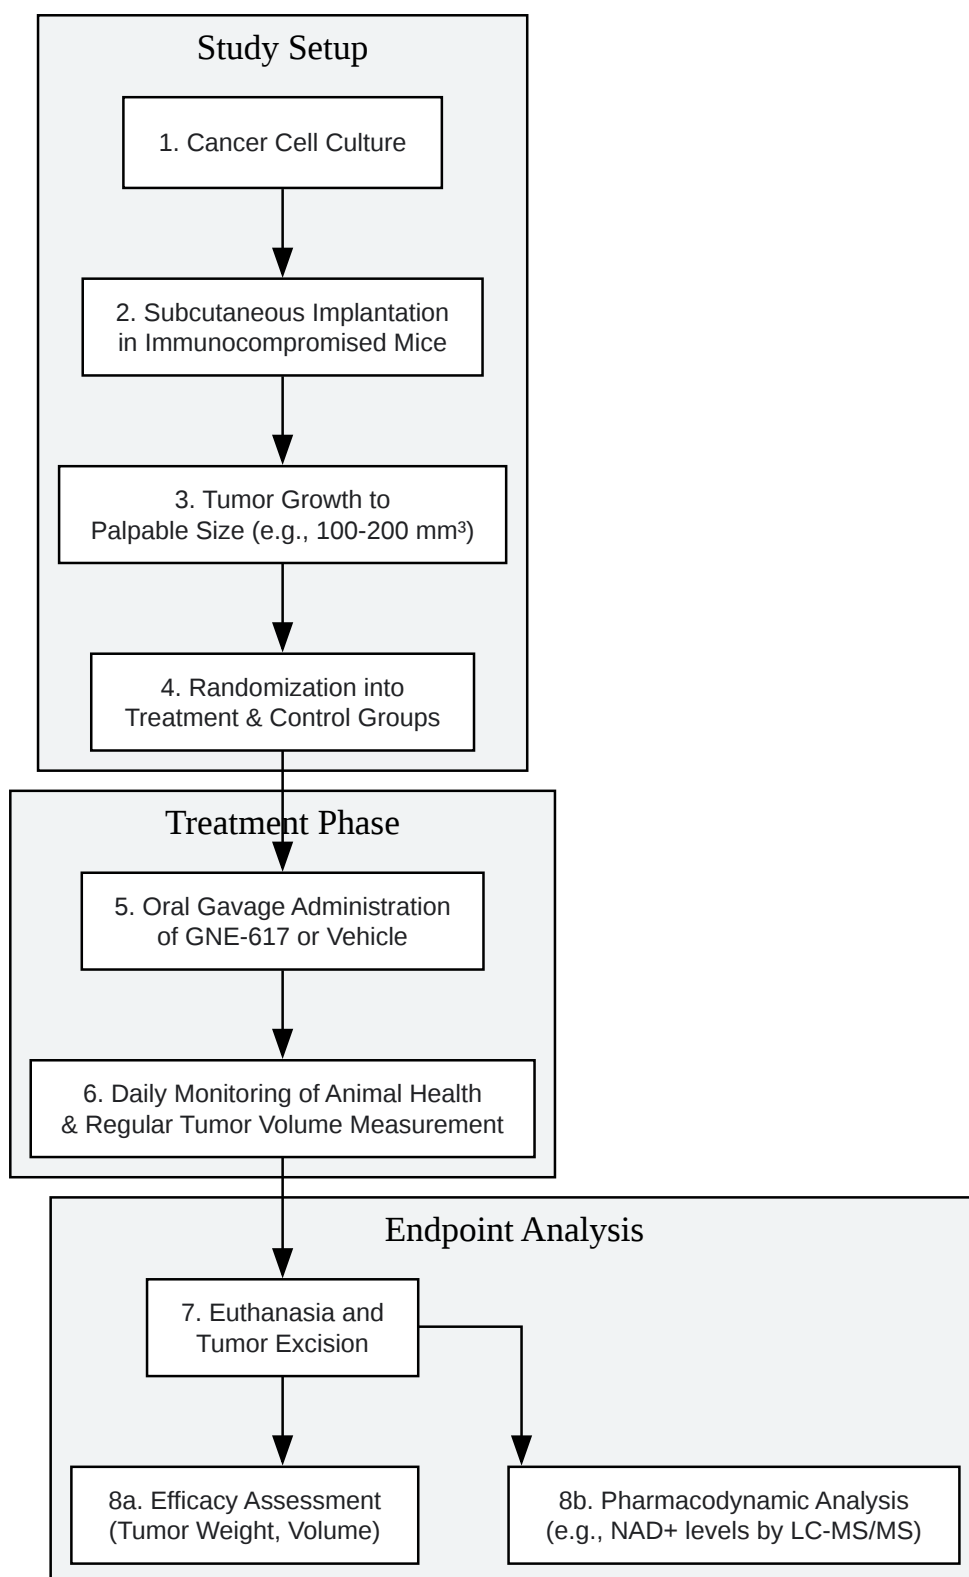 Study Setup
1. Cancer Cell Culture
2. Subcutaneous Implantation
in Immunocompromised Mice
3. Tumor Growth to
Palpable Size (e.g., 100-200 mm³)
4. Randomization into
Treatment & Control Groups
Treatment Phase
5. Oral Gavage Administration
of GNE-617 or Vehicle
6. Daily Monitoring of Animal Health
& Regular Tumor Volume Measurement
Endpoint Analysis
7. Euthanasia and
Tumor Excision
8a. Efficacy Assessment
(Tumor Weight, Volume)
8b. Pharmacodynamic Analysis
(e.g., NAD+ levels by LC-MS/MS)